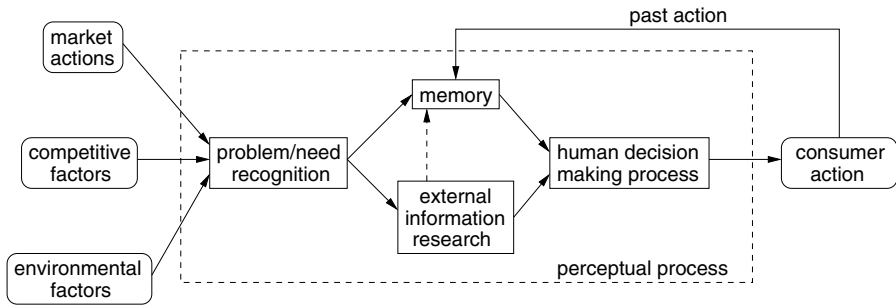 past action
market
actions
memory
competitive
factors
problem/need
recognition
human decision
making process
consumer
action
external
information
research
environmental
factors
perceptual process